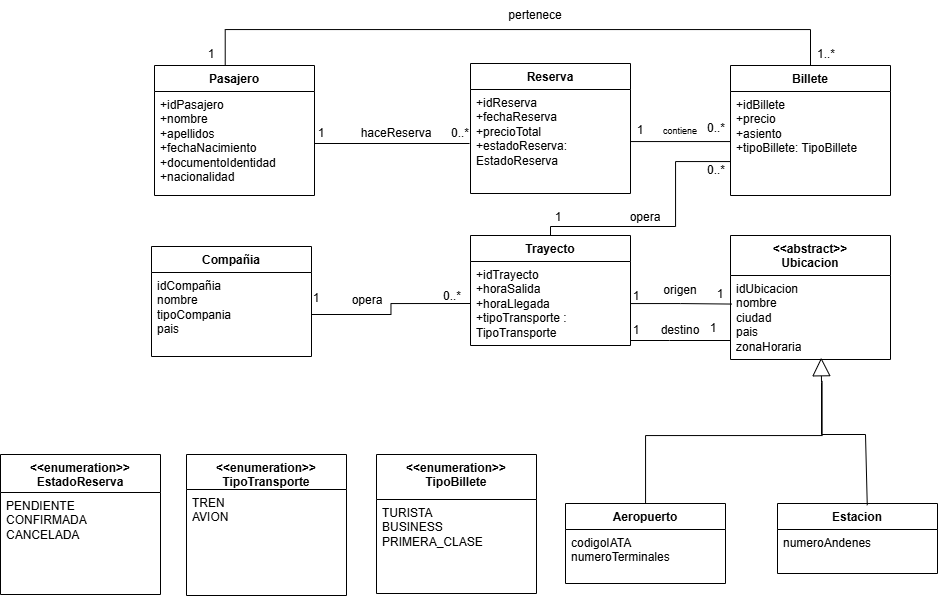 pertenece
1
1..*
Pasajero
+idPasajero
+nombre
+apellidos
+fechaNacimiento
+documentoIdentidad
+nacionalidad
1
haceReserva
0..*
Reserva
+idReserva
+fechaReserva
+precioTotal
+estadoReserva:
EstadoReserva
1
contiene
0..*
Billete
+idBillete
+precio
+asiento
+tipoBillete: TipoBillete
0..*
1
opera
Compañia
idCompañia
nombre
tipoCompania
pais
1
opera
0..*
Trayecto
+idTrayecto
+horaSalida
+horaLlegada
+tipoTransporte :
TipoTransporte
1
origen
1
1
destino
1
<<abstract>>
Ubicacion
idUbicacion
nombre
ciudad
pais
zonaHoraria
<<enumeration>>
EstadoReserva
PENDIENTE
CONFIRMADA
CANCELADA
<<enumeration>>
TipoTransporte
TREN
AVION
<<enumeration>>
TipoBillete
TURISTA
BUSINESS
PRIMERA_CLASE
Aeropuerto
codigoIATA
numeroTerminales
Estacion
numeroAndenes